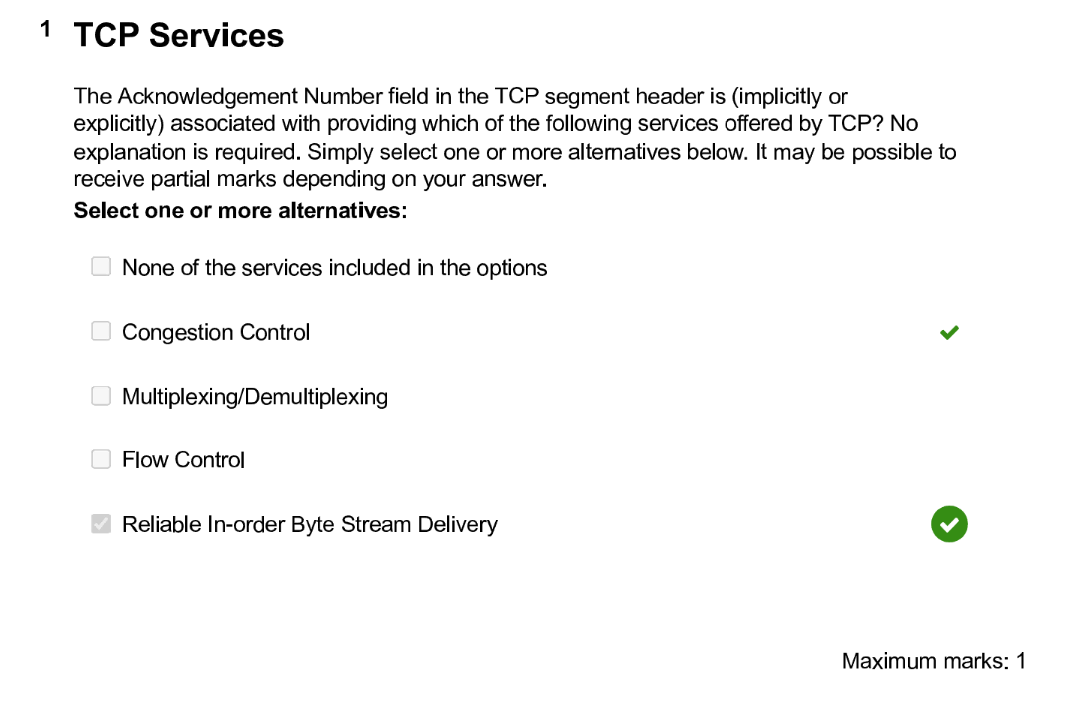 1 TCP Services
The Acknowledgement Number field in the TCP segment header is (implicitly or
explicitly) associated with providing which of the following services offered by TCP? No
explanation is required. Simply select one or more alternatives below. It may be possible to
receive partial marks depending on your answer.
Select one or more alternatives:
None of the services included in the options
Congestion Control
Multiplexing/Demultiplexing
Flow Control
Reliable In-order Byte Stream Delivery
Maximum marks: 1